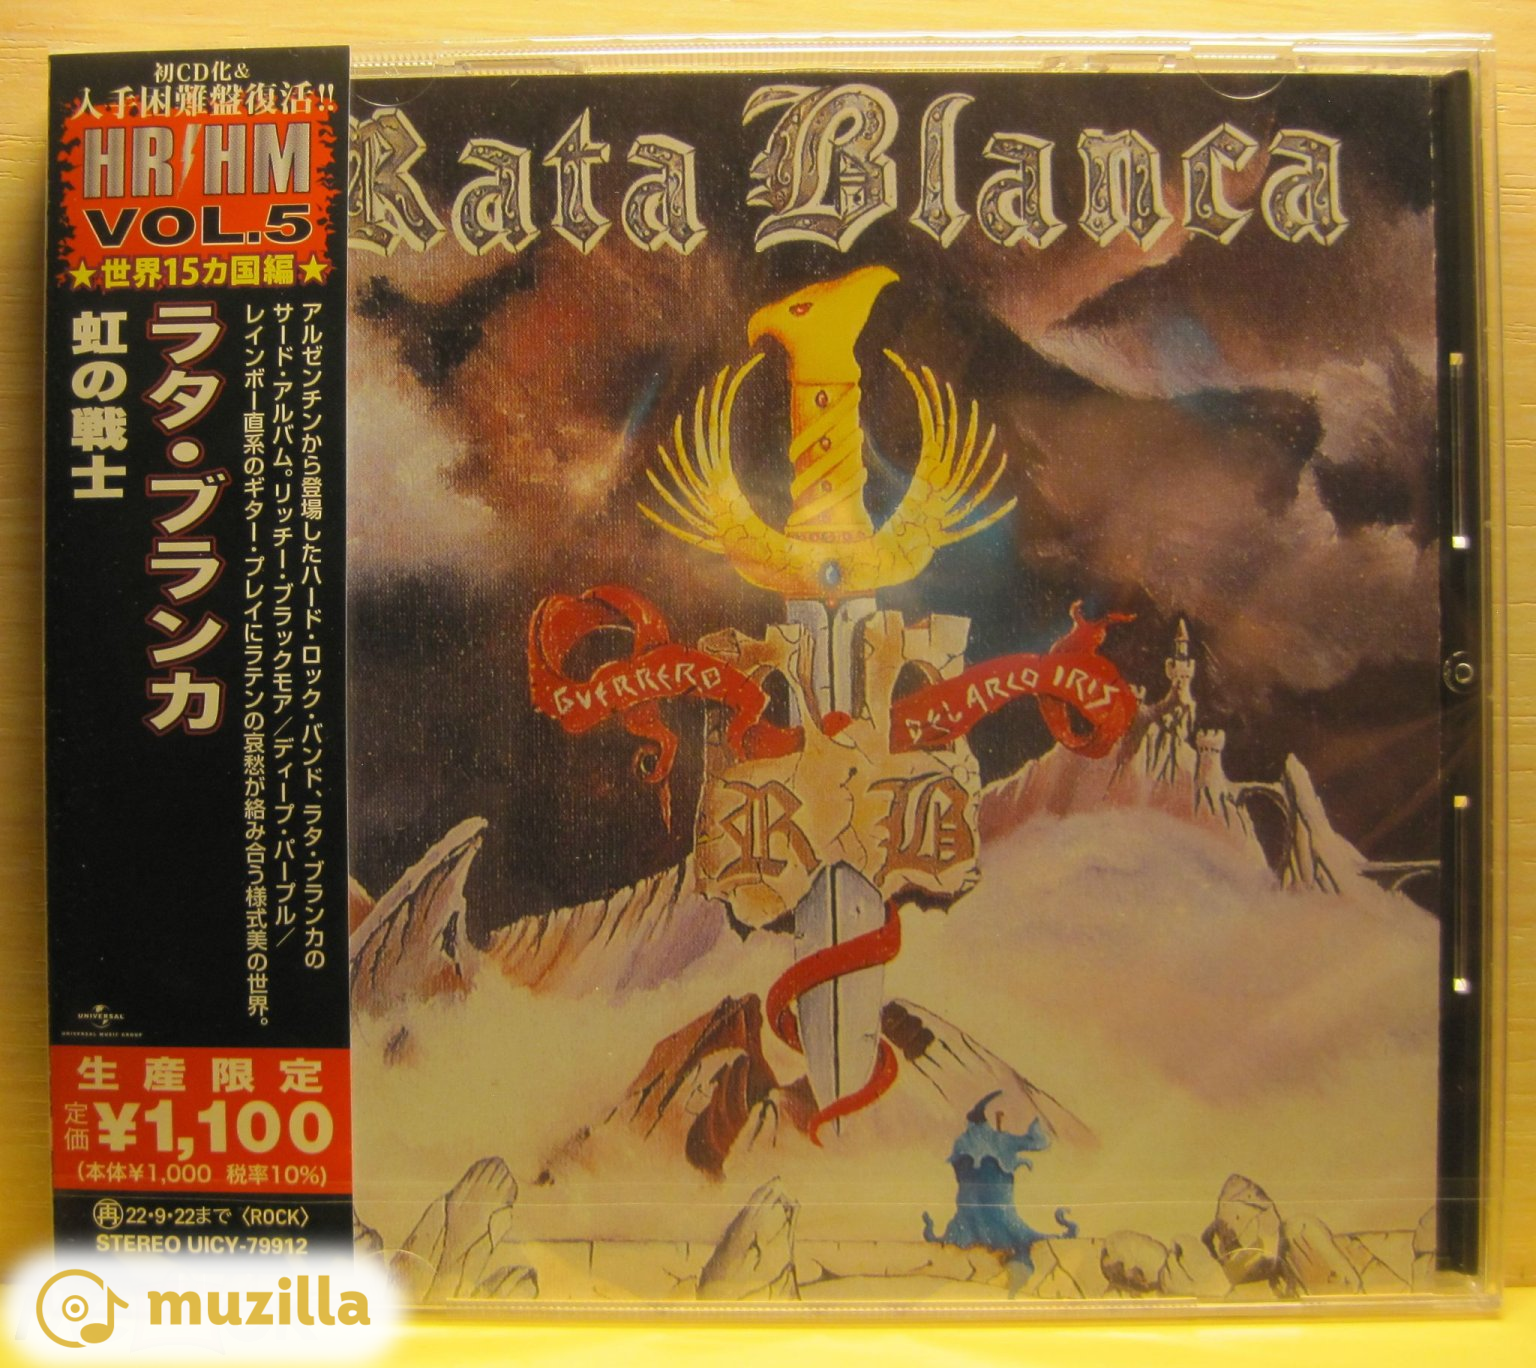 初CD化&
入手困難盤復活!!
HR/HM
VOL.5
★世界15カ国編★
アルゼンチンから登場したハード・ロック・バンド、ラタ・ブランカの
サード・アルバム。リッチー・ブラックモア／ディープ・パープル／
レインボー直系のギター・プレイにラテンの哀愁が絡み合う様式美の世界。
ラタ・ブランカ
虹の戦士
UNIVERSAL
UNIVERSAL MUSIC GROUP
生産限定
定価 ¥1,100
(本体¥1,000 税率10%)
再 22・9・22まで 〈ROCK〉
STEREO UICY-79912
Rata Blanca
GUERRERO
DEL ARCO IRIS
R B
muzilla